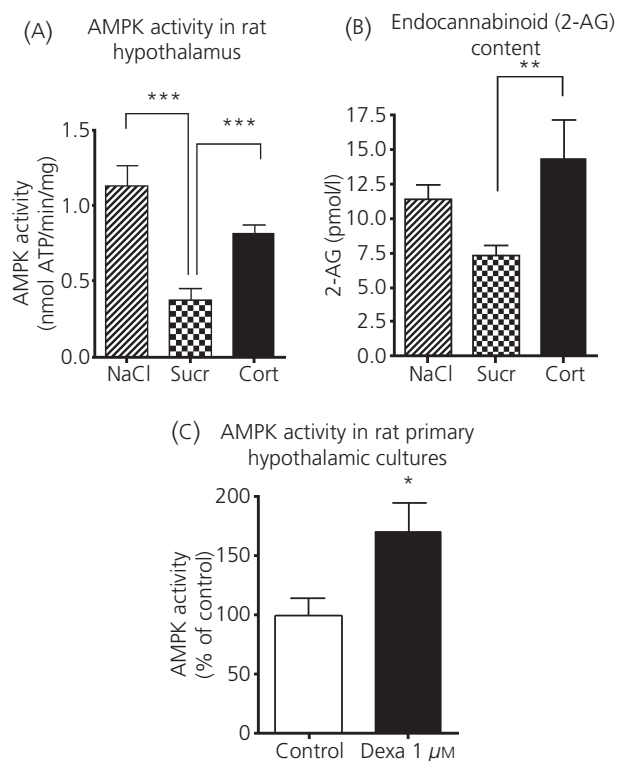 (A) AMPK activity in rat
hypothalamus
***
***
1.5
1.0
0.5
0.0
AMPK activity
(nmol ATP/min/mg)
NaCl Sucr Cort
(B) Endocannabinoid (2-AG)
content
**
17.5
15.0
12.5
10.0
7.5
5.0
2.5
0.0
2-AG (pmol/l)
NaCl Sucr Cort
(C) AMPK activity in rat primary
hypothalamic cultures
*
200
150
100
50
0
AMPK activity
(% of control)
Control Dexa 1 µM